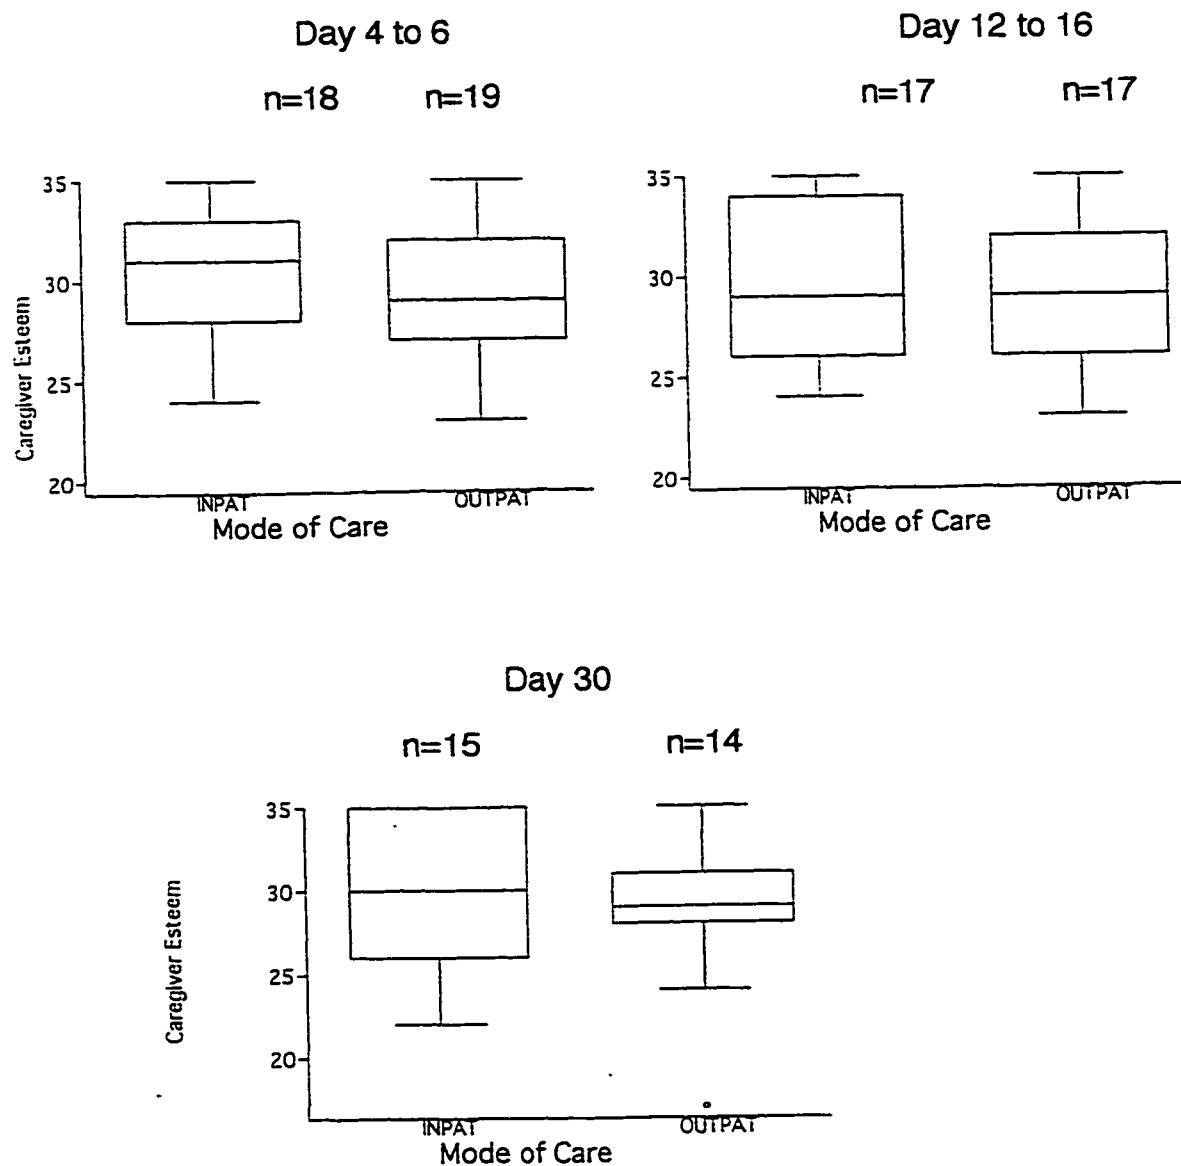 Day 4 to 6
n=18 n=19
35
30
25
20
Caregiver Esteem
INPAT OUTPAT
Mode of Care
Day 12 to 16
n=17 n=17
35
30
25
20
INPAT OUTPAT
Mode of Care
Day 30
n=15 n=14
35
30
25
20
Caregiver Esteem
INPAT OUTPAT
Mode of Care